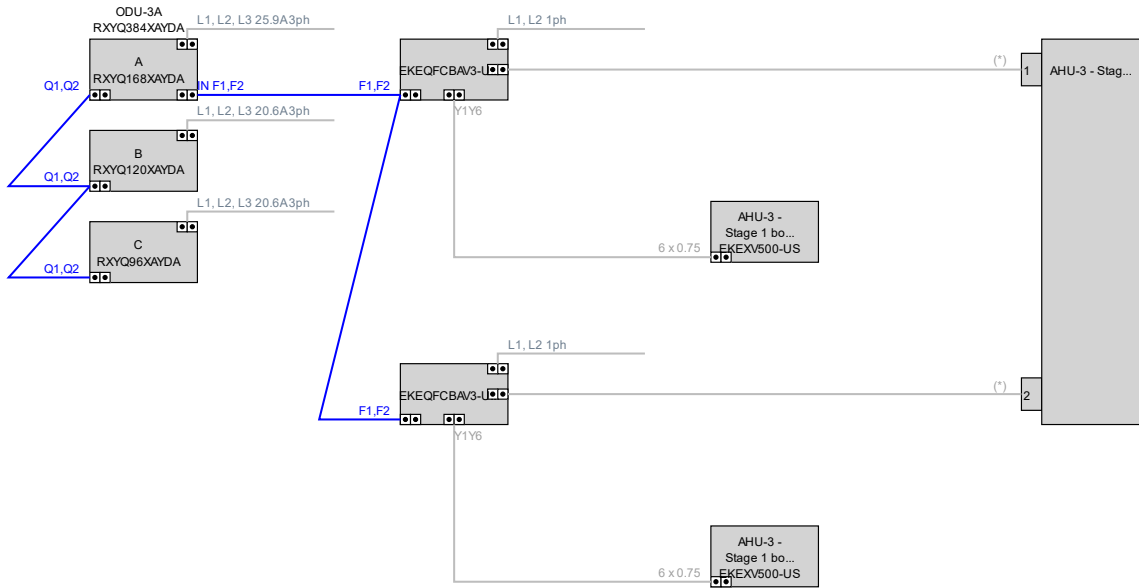 ODU-3A
RXYQ384XAYDA
L1, L2, L3 25.9A3ph
A
RXYQ168XAYDA
Q1,Q2
IN F1,F2
L1, L2, L3 20.6A3ph
B
RXYQ120XAYDA
Q1,Q2
L1, L2, L3 20.6A3ph
C
RXYQ96XAYDA
Q1,Q2
L1, L2 1ph
EKEQFCBAV3-U
F1,F2
Y1Y6
(*)
1
AHU-3 - Stag...
AHU-3 -
Stage 1 bo...
EKEXV500-US
6 x 0.75
L1, L2 1ph
EKEQFCBAV3-U
F1,F2
Y1Y6
(*)
2
AHU-3 -
Stage 1 bo...
EKEXV500-US
6 x 0.75